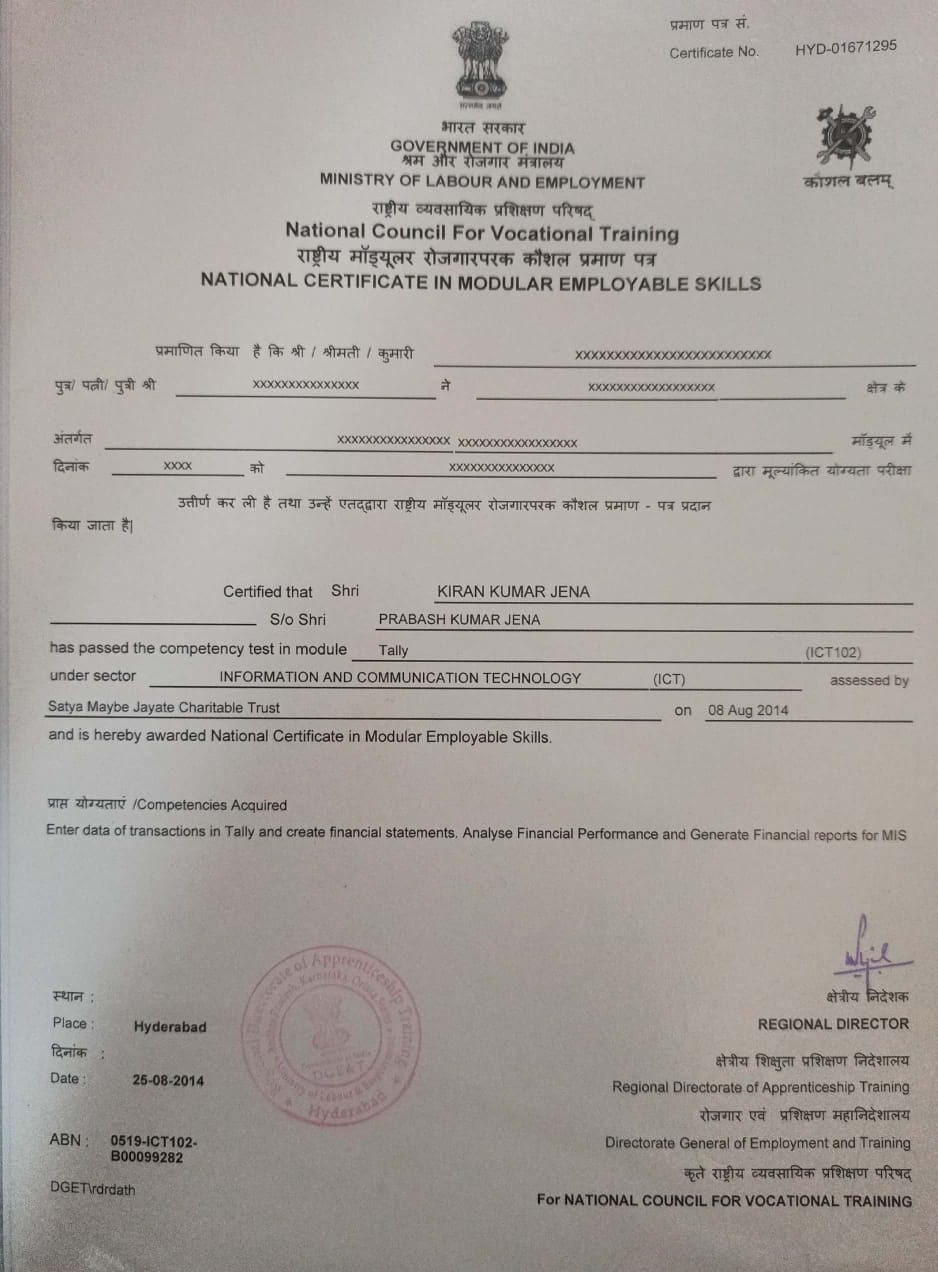 प्रमाण पत्र सं.
Certificate No. HYD-01671295
सत्यमेव जयते
भारत सरकार
GOVERNMENT OF INDIA
श्रम और रोजगार मंत्रालय
MINISTRY OF LABOUR AND EMPLOYMENT
कौशल बलम्
राष्ट्रीय व्यवसायिक प्रशिक्षण परिषद्
National Council For Vocational Training
राष्ट्रीय मॉड्यूलर रोजगारपरक कौशल प्रमाण पत्र
NATIONAL CERTIFICATE IN MODULAR EMPLOYABLE SKILLS
प्रमाणित किया है कि श्री / श्रीमती / कुमारी xxxxxxxxxxxxxxxxxxxxxxxxxx
पुत्र/ पत्नी/ पुत्री श्री xxxxxxxxxxxxxxx ने xxxxxxxxxxxxxxxxxx क्षेत्र के
अंतर्गत xxxxxxxxxxxxxxxx xxxxxxxxxxxxxxxxx मॉड्यूल में
दिनांक xxxx को xxxxxxxxxxxxxxx द्वारा मूल्यांकित योग्यता परीक्षा
उत्तीर्ण कर ली है तथा उन्हें एतद्द्वारा राष्ट्रीय मॉड्यूलर रोजगारपरक कौशल प्रमाण - पत्र प्रदान
किया जाता है|
Certified that Shri KIRAN KUMAR JENA
S/o Shri PRABASH KUMAR JENA
has passed the competency test in module Tally (ICT102)
under sector INFORMATION AND COMMUNICATION TECHNOLOGY (ICT) assessed by
Satya Maybe Jayate Charitable Trust on 08 Aug 2014
and is hereby awarded National Certificate in Modular Employable Skills.
प्राप्त योग्यताएं /Competencies Acquired
Enter data of transactions in Tally and create financial statements. Analyse Financial Performance and Generate Financial reports for MIS
स्थान :
Place : Hyderabad
दिनांक :
Date : 25-08-2014
ABN : 0519-ICT102-
B00099282
DGET\rdrdath
Directorate of Apprenticeship Training
Andhra Pradesh, Karnataka, Orissa
Ministry of Labour &
DGE&T
Hyderabad
क्षेत्रीय निदेशक
REGIONAL DIRECTOR
क्षेत्रीय शिक्षुता प्रशिक्षण निदेशालय
Regional Directorate of Apprenticeship Training
रोजगार एवं प्रशिक्षण महानिदेशालय
Directorate General of Employment and Training
कृते राष्ट्रीय व्यवसायिक प्रशिक्षण परिषद्
For NATIONAL COUNCIL FOR VOCATIONAL TRAINING